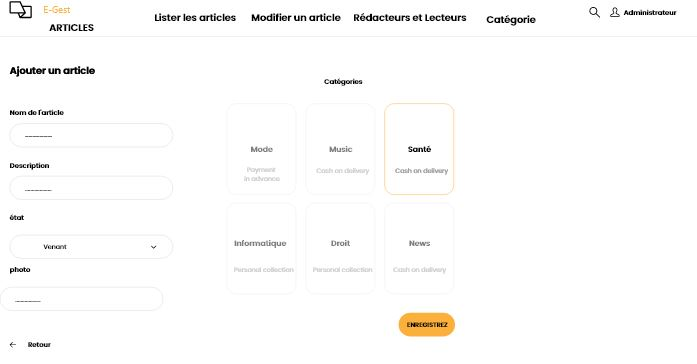 E-Gest
ARTICLES
Lister les articles
Modifier un article
Rédacteurs et Lecteurs
Catégorie
Administrateur
Ajouter un article
Catégories
Nom de l'article
Description
état
Venant
photo
Retour
Mode
Payment
in advance
Music
Cash on delivery
Santé
Cash on delivery
Informatique
Personal collection
Droit
Personal collection
News
Cash on delivery
ENREGISTREZ